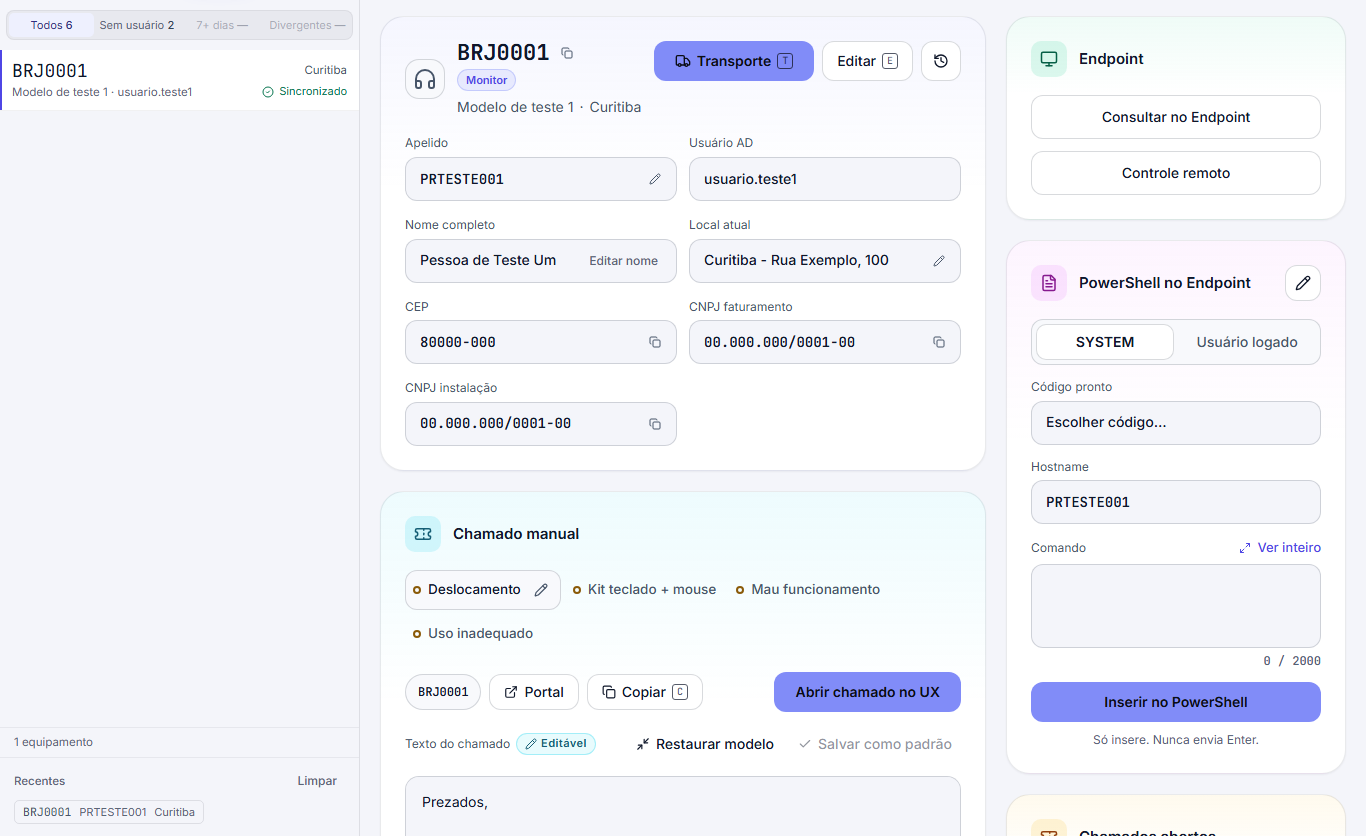 Todos 6 Sem usuário 2 7+ dias — Divergentes —
BRJ0001 Curitiba
Modelo de teste 1 · usuario.teste1 Sincronizado
1 equipamento
Recentes Limpar
BRJ0001 PRTESTE001 Curitiba
BRJ0001
Monitor
Modelo de teste 1 · Curitiba
Transporte T Editar E
Apelido Usuário AD
PRTESTE001 usuario.teste1
Nome completo Local atual
Pessoa de Teste Um Editar nome Curitiba - Rua Exemplo, 100
CEP CNPJ faturamento
80000-000 00.000.000/0001-00
CNPJ instalação
00.000.000/0001-00
Chamado manual
Deslocamento Kit teclado + mouse Mau funcionamento
Uso inadequado
BRJ0001 Portal Copiar C Abrir chamado no UX
Texto do chamado Editável Restaurar modelo Salvar como padrão
Prezados,
Endpoint
Consultar no Endpoint
Controle remoto
PowerShell no Endpoint
SYSTEM Usuário logado
Código pronto
Escolher código...
Hostname
PRTESTE001
Comando Ver inteiro
0 / 2000
Inserir no PowerShell
Só insere. Nunca envia Enter.
Chamados abertos